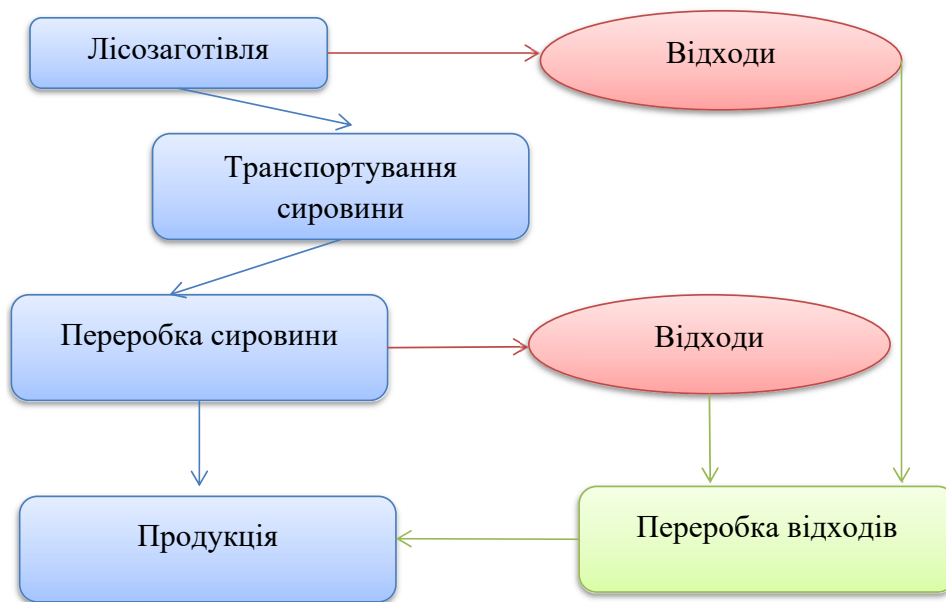 Лісозаготівля
Відходи
Транспортування
сировини
Переробка сировини
Відходи
Продукція
Переробка відходів